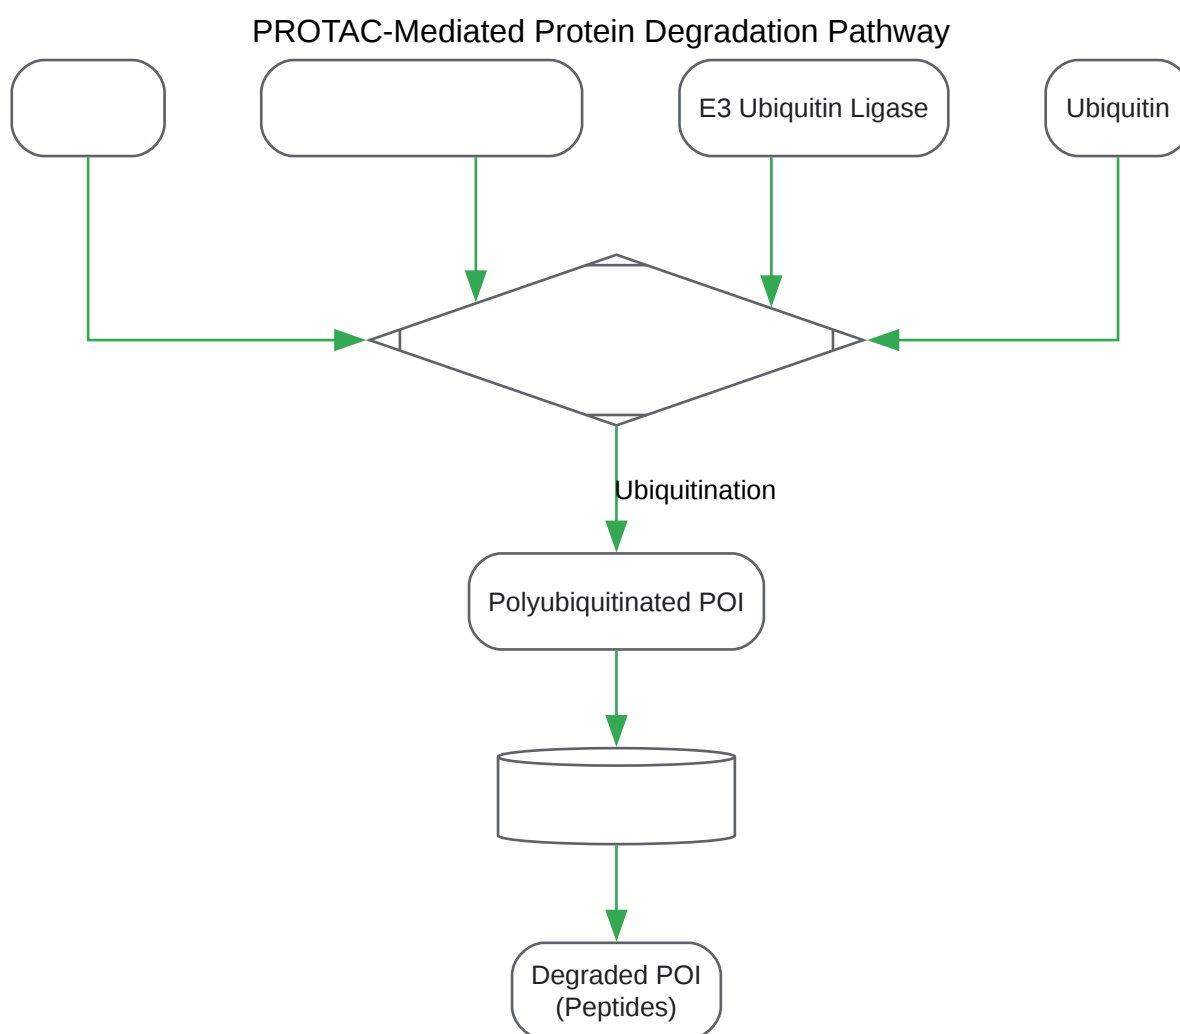 PROTAC-Mediated Protein Degradation Pathway
E3 Ubiquitin Ligase
Ubiquitin
Ubiquitination
Polyubiquitinated POI
Degraded POI
(Peptides)